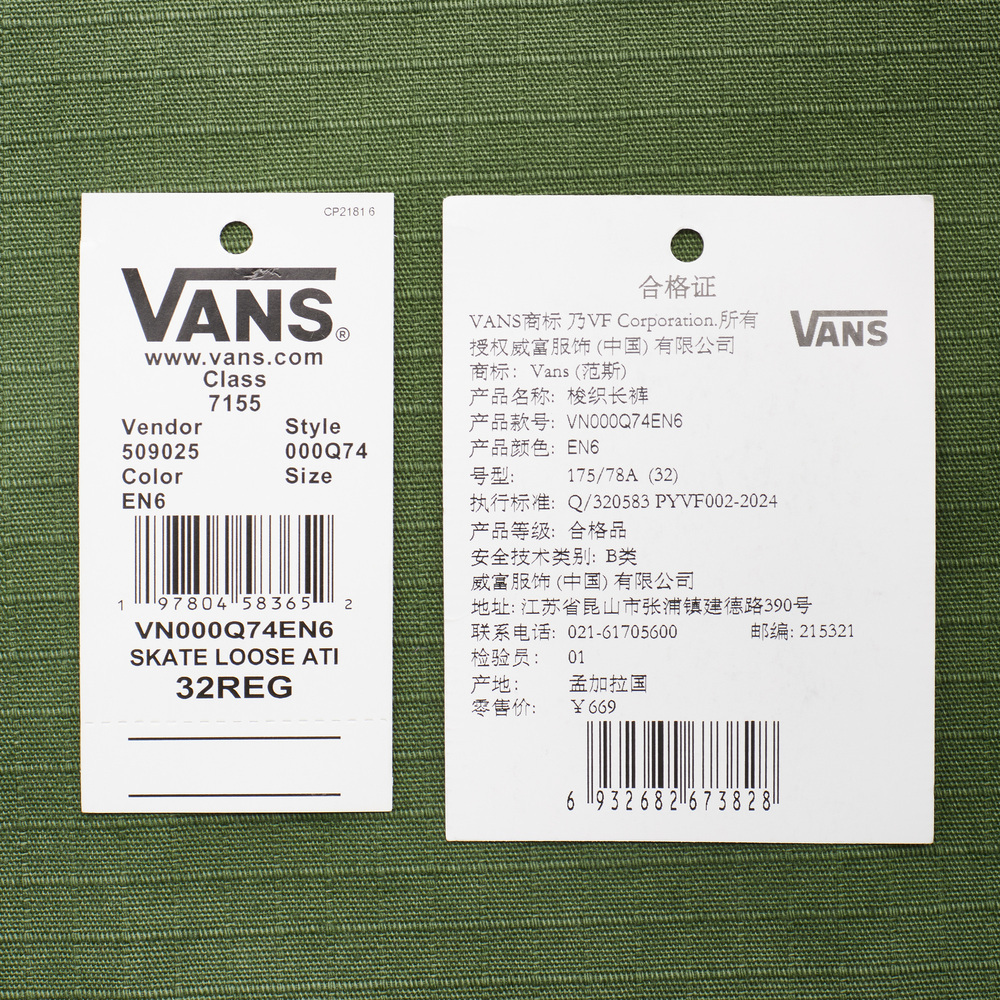 CP2181 6
VANS®
www.vans.com
Class
7155
Vendor Style
509025 000Q74
Color Size
EN6
1 97804 58365 2
VN000Q74EN6
SKATE LOOSE ATI
32REG
合格证
VANS商标 乃VF Corporation.所有
授权威富服饰 (中国) 有限公司
VANS
商标: Vans (范斯)
产品名称: 梭织长裤
产品款号: VN000Q74EN6
产品颜色: EN6
号型: 175/78A (32)
执行标准: Q/320583 PYVF002-2024
产品等级: 合格品
安全技术类别: B类
威富服饰 (中国) 有限公司
地址: 江苏省昆山市张浦镇建德路390号
联系电话: 021-61705600 邮编: 215321
检验员: 01
产地: 孟加拉国
零售价: ￥669
6 932682 673828